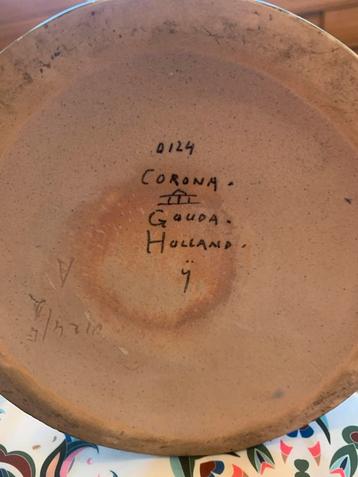 0124
CORONA.
GOUDA.
HOLLAND.
ÿ
A